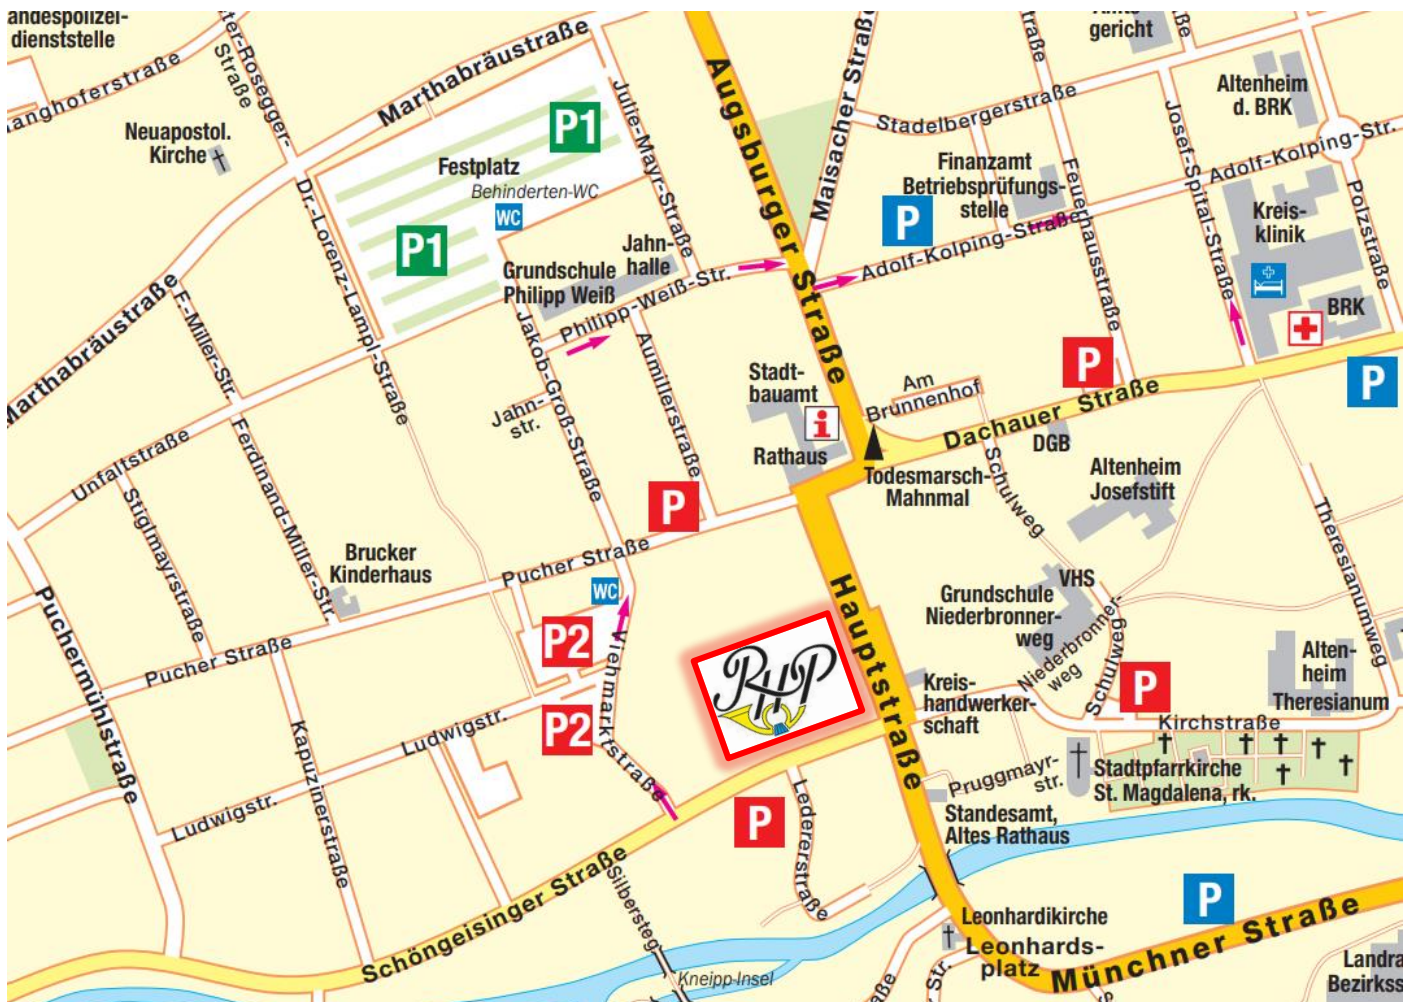 andespolizei-
dienststelle
Straße
Marthabräustraße
anghoferstraße
Neuapostol.
Kirche
P1
Festplatz
Behinderten-WC
WC
P1
Julie-Mayr-Straße
Jahn-
halle
Grundschule
Philipp Weiß
Philipp-Weiß-Str.
Dr.-Lorenz-Lampl-Straße
Marthabräustraße
F.-Miller-Str.
Ferdinand-Miller-Str.
Unfaltstraße
Stiglmayrstraße
Jahn-
str.
Jakob-Groß-Straße
Aumillerstraße
Augsburger Straße
Maisacher Straße
gericht
Stadelbergerstraße
Altenheim
d. BRK
Finanzamt
Betriebsprüfungs-
stelle
P
Adolf-Kolping-Straße
Adolf-Kolping-Str.
Feuerhausstraße
Josef-Spital-Straße
Polzstraße
Kreis-
klinik
BRK
P
P
Stadt-
bauamt
i
Rathaus
Am
Brunnenhof
Dachauer Straße
DGB
Todesmarsch-
Mahnmal
Schulweg
Altenheim
Josefstift
Theresianumweg
P
Pucher Straße
Brucker
Kinderhaus
WC
P2
P2
Viehmarktstraße
Puchermühlstraße
Pucher Straße
Ludwigstr.
Ludwigstr.
Kapuzinerstraße
RHP
Hauptstraße
VHS
Grundschule
Niederbronner-
weg
Niederbronner-
weg
Schulweg
P
Alten-
heim
Theresianum
Kreis-
handwerker-
schaft
Kirchstraße
Pruggmayr-
str.
Stadtpfarrkirche
St. Magdalena, rk.
Standesamt,
Altes Rathaus
P
Ledererstraße
Schöngeisinger Straße
Silbersteg
Kneipp-Insel
Leonhardikirche
Leonhards-
platz
P
Münchner Straße
Landra
Bezirkss